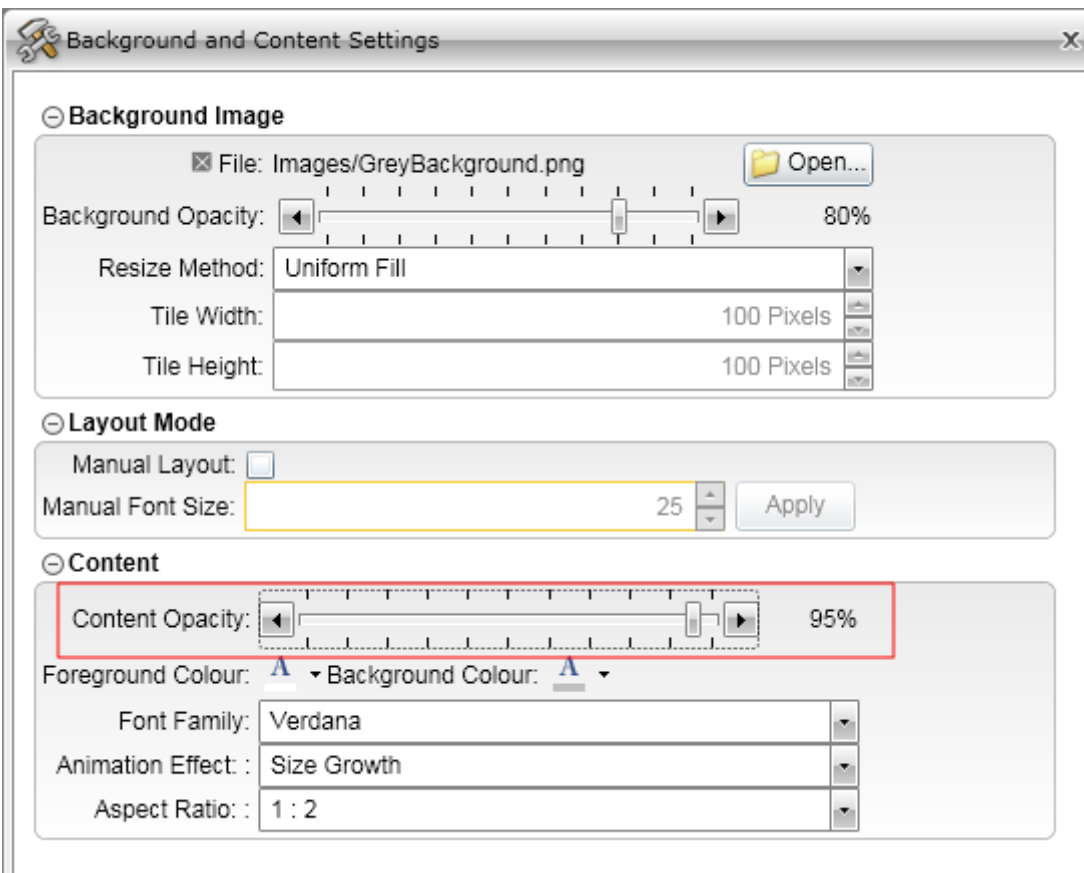 Background and Content Settings
Background Image
File: Images/GreyBackground.png Open...
Background Opacity: 80%
Resize Method: Uniform Fill
Tile Width: 100 Pixels
Tile Height: 100 Pixels
Layout Mode
Manual Layout:
Manual Font Size: 25 Apply
Content
Content Opacity: 95%
Foreground Colour: A Background Colour: A
Font Family: Verdana
Animation Effect: : Size Growth
Aspect Ratio: : 1 : 2